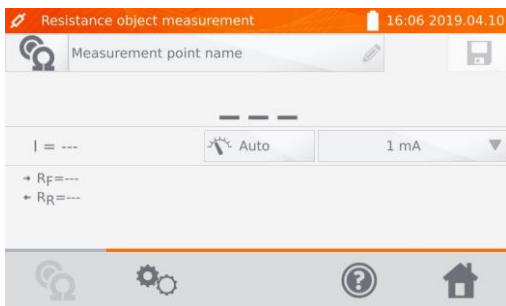 Resistance object measurement 16:06 2019.04.10
Measurement point name
---
I = --- Auto 1 mA
→ RF=---
← RR=---
?